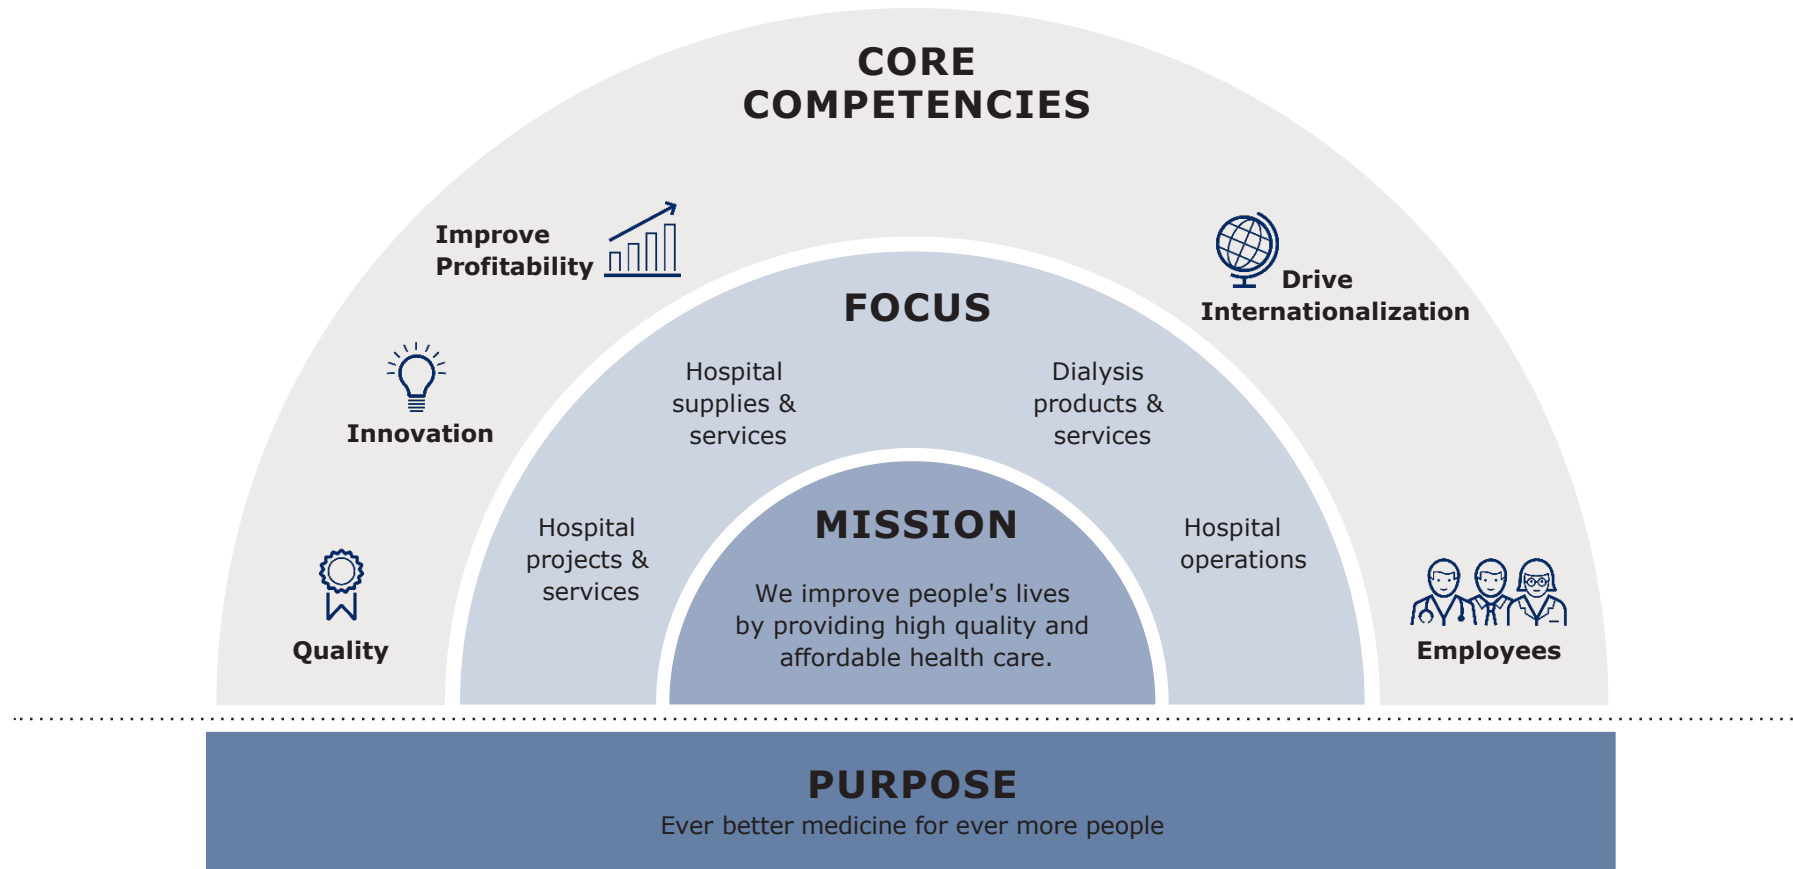 CORE
COMPETENCIES
Improve
Profitability
Drive
Internationalization
Innovation
Quality
Employees
FOCUS
Hospital
supplies &
services
Dialysis
products &
services
Hospital
projects &
services
Hospital
operations
MISSION
We improve people's lives
by providing high quality and
affordable health care.
PURPOSE
Ever better medicine for ever more people